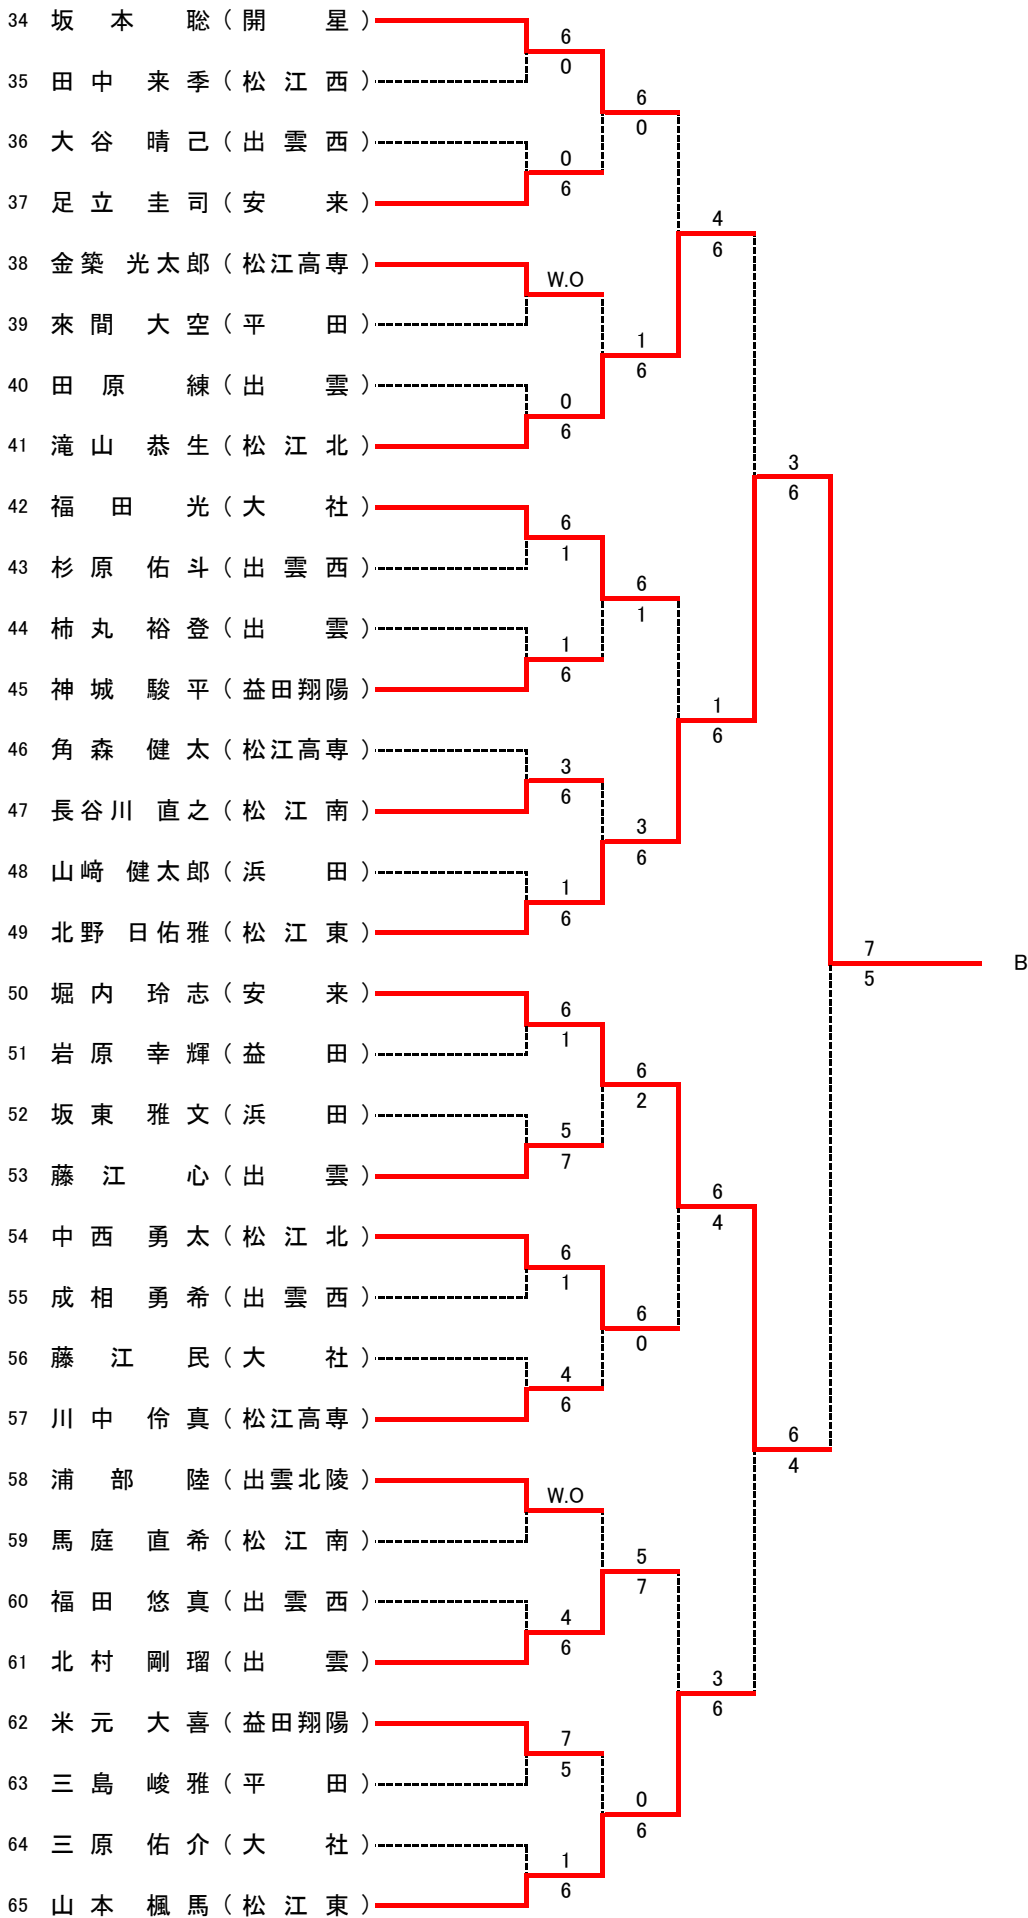 34 坂本 聡（開星）
6
0
35 田中 来季（松江西）
6
0
36 大谷 晴己（出雲西）
0
6
37 足立 圭司（安来）
4
6
38 金築 光太郎（松江高専）
W.O
39 來間 大空（平田）
1
6
40 田原 練（出雲）
0
6
41 滝山 恭生（松江北）
3
6
42 福田 光（大社）
6
1
43 杉原 佑斗（出雲西）
6
1
44 柿丸 裕登（出雲）
1
6
45 神城 駿平（益田翔陽）
1
6
46 角森 健太（松江高専）
3
6
47 長谷川 直之（松江南）
3
6
48 山﨑 健太郎（浜田）
1
6
49 北野 日佑雅（松江東）
7
5
B
50 堀内 玲志（安来）
6
1
51 岩原 幸輝（益田）
6
2
52 坂東 雅文（浜田）
5
7
53 藤江 心（出雲）
6
4
54 中西 勇太（松江北）
6
1
55 成相 勇希（出雲西）
6
0
56 藤江 民（大社）
4
6
57 川中 伶真（松江高専）
6
4
58 浦部 陸（出雲北陵）
W.O
59 馬庭 直希（松江南）
5
7
60 福田 悠真（出雲西）
4
6
61 北村 剛瑠（出雲）
3
6
62 米元 大喜（益田翔陽）
7
5
63 三島 峻雅（平田）
0
6
64 三原 佑介（大社）
1
6
65 山本 楓馬（松江東）